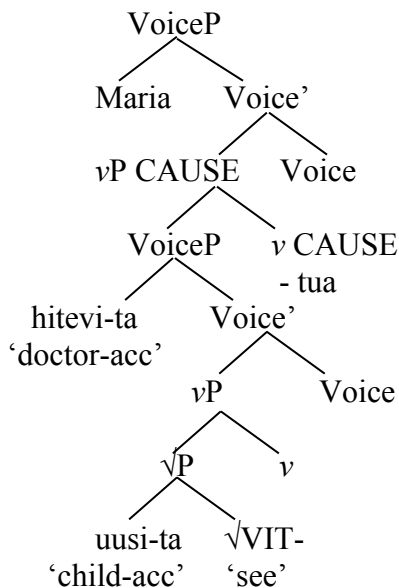 VoiceP
Maria Voice’
vP CAUSE Voice
VoiceP v CAUSE
- tua
hitevi-ta Voice’
‘doctor-acc’
vP Voice
√P v
uusi-ta √VIT-
‘child-acc’ ‘see’